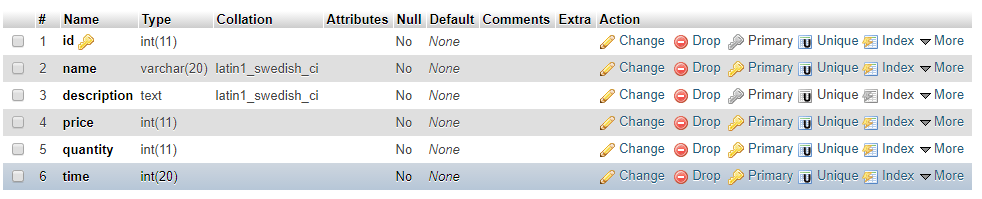 # Name Type Collation Attributes Null Default Comments Extra Action
1 id int(11) No None Change Drop Primary Unique Index More
2 name varchar(20) latin1_swedish_ci No None Change Drop Primary Unique Index More
3 description text latin1_swedish_ci No None Change Drop Primary Unique Index More
4 price int(11) No None Change Drop Primary Unique Index More
5 quantity int(11) No None Change Drop Primary Unique Index More
6 time int(20) No None Change Drop Primary Unique Index More